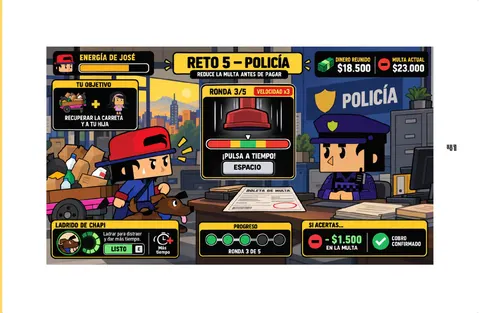 ENERGÍA DE JOSÉ
RETO 5 – POLICÍA
REDUCE LA MULTA ANTES DE PAGAR
DINERO REUNIDO
$18.500
MULTA ACTUAL
$23.000
TU OBJETIVO
+
RECUPERAR LA CARRETA
Y A TU HIJA
RONDA 3/5
VELOCIDAD x3
¡PULSA A TIEMPO!
ESPACIO
POLICÍA
BOLETA DE MULTA
LADRIDO DE CHAPI
Ladrar para distraer
y dar más tiempo.
LISTO
Más
tiempo
PROGRESO
RONDA 3 DE 5
SI ACIERTAS...
- $1.500
EN LA MULTA
COBRO
CONFIRMADO